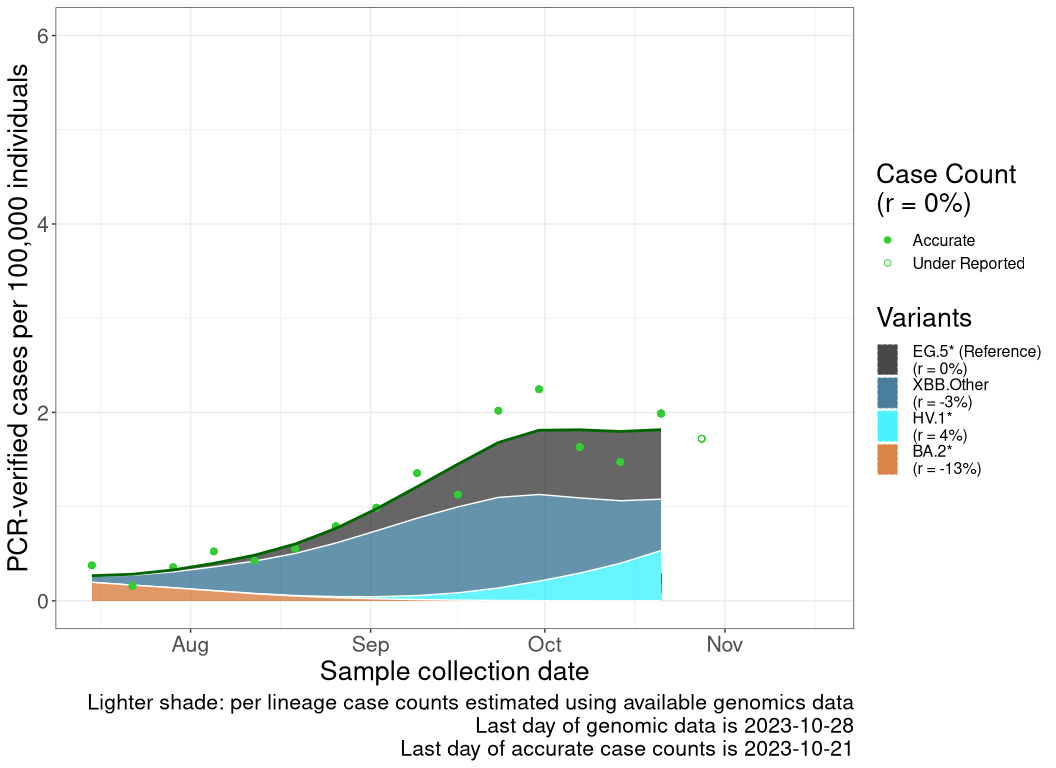 PCR-verified cases per 100,000 individuals
6
4
2
0
Aug Sep Oct Nov
Sample collection date
Lighter shade: per lineage case counts estimated using available genomics data
Last day of genomic data is 2023-10-28
Last day of accurate case counts is 2023-10-21
Case Count
(r = 0%)
Accurate
Under Reported
Variants
EG.5* (Reference)
(r = 0%)
XBB.Other
(r = -3%)
HV.1*
(r = 4%)
BA.2*
(r = -13%)